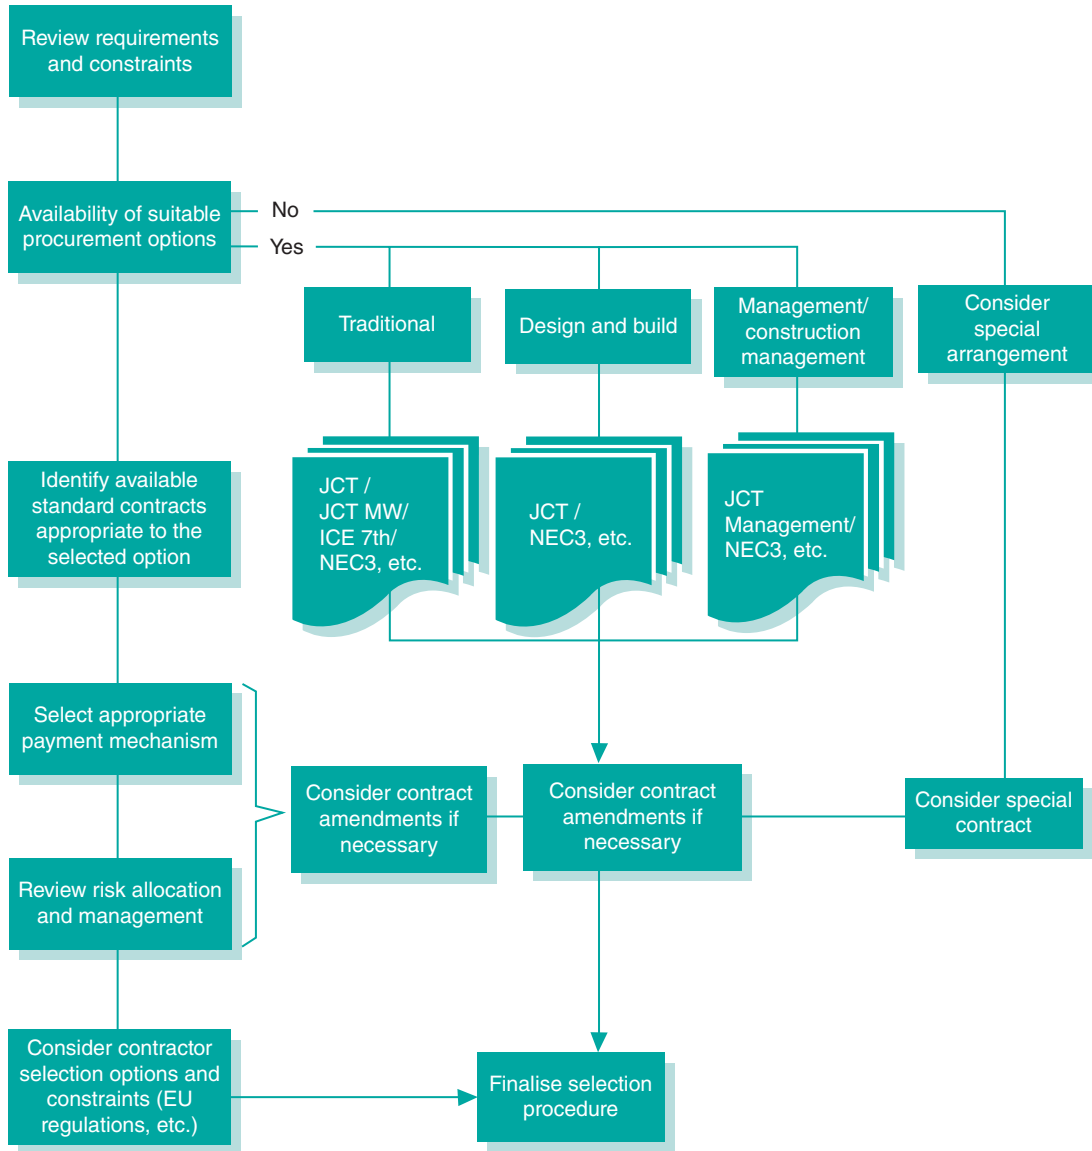 Review requirements
and constraints
Availability of suitable
procurement options
No
Yes
Traditional
Design and build
Management/
construction
management
Consider
special
arrangement
Identify available
standard contracts
appropriate to the
selected option
JCT /
JCT MW/
ICE 7th/
NEC3, etc.
JCT /
NEC3, etc.
JCT
Management/
NEC3, etc.
Select appropriate
payment mechanism
Consider contract
amendments if
necessary
Consider contract
amendments if
necessary
Consider special
contract
Review risk allocation
and management
Consider contractor
selection options and
constraints (EU
regulations, etc.)
Finalise selection
procedure